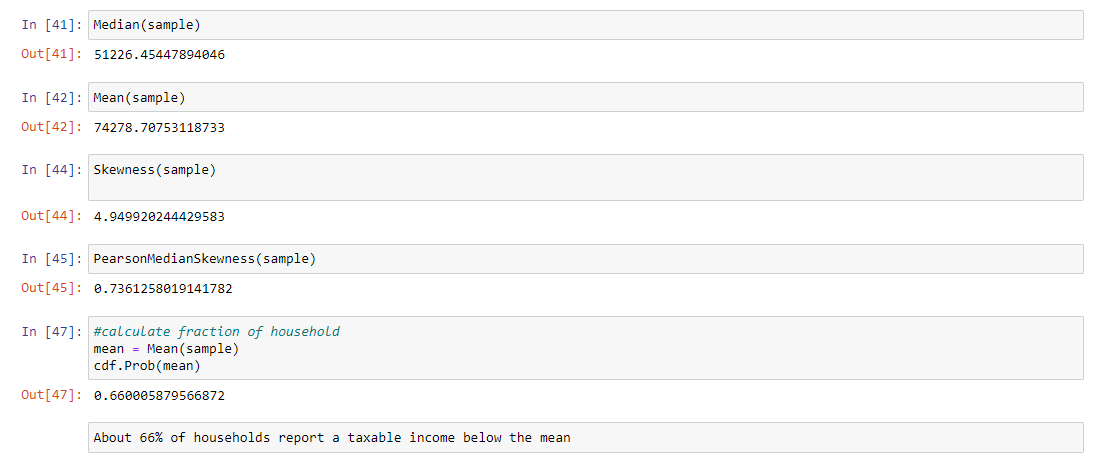 In [41]: Median(sample)
Out[41]: 51226.45447894046
In [42]: Mean(sample)
Out[42]: 74278.70753118733
In [44]: Skewness(sample)
Out[44]: 4.949920244429583
In [45]: PearsonMedianSkewness(sample)
Out[45]: 0.7361258019141782
In [47]: #calculate fraction of household
mean = Mean(sample)
cdf.Prob(mean)
Out[47]: 0.660005879566872
About 66% of households report a taxable income below the mean